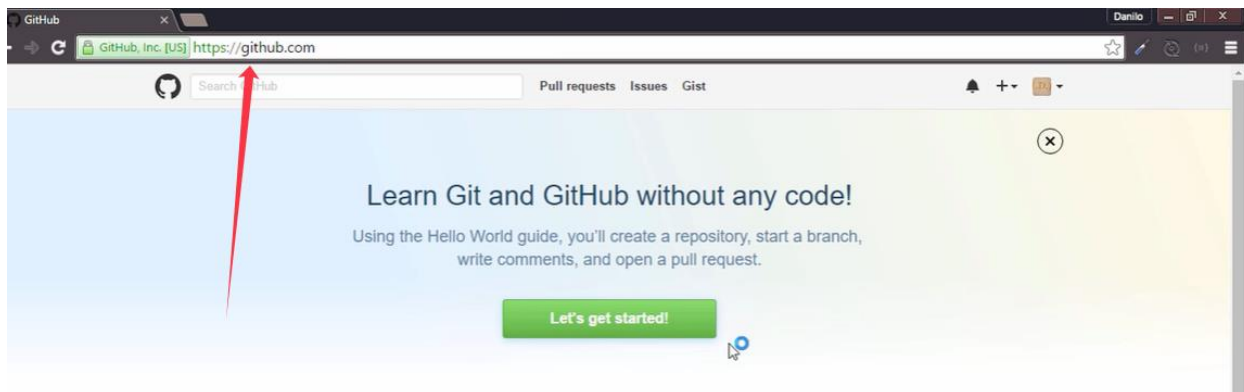 GitHub
Danilo
GitHub, Inc. [US] https://github.com
Search GitHub Pull requests Issues Gist
Learn Git and GitHub without any code!
Using the Hello World guide, you'll create a repository, start a branch,
write comments, and open a pull request.
Let's get started!